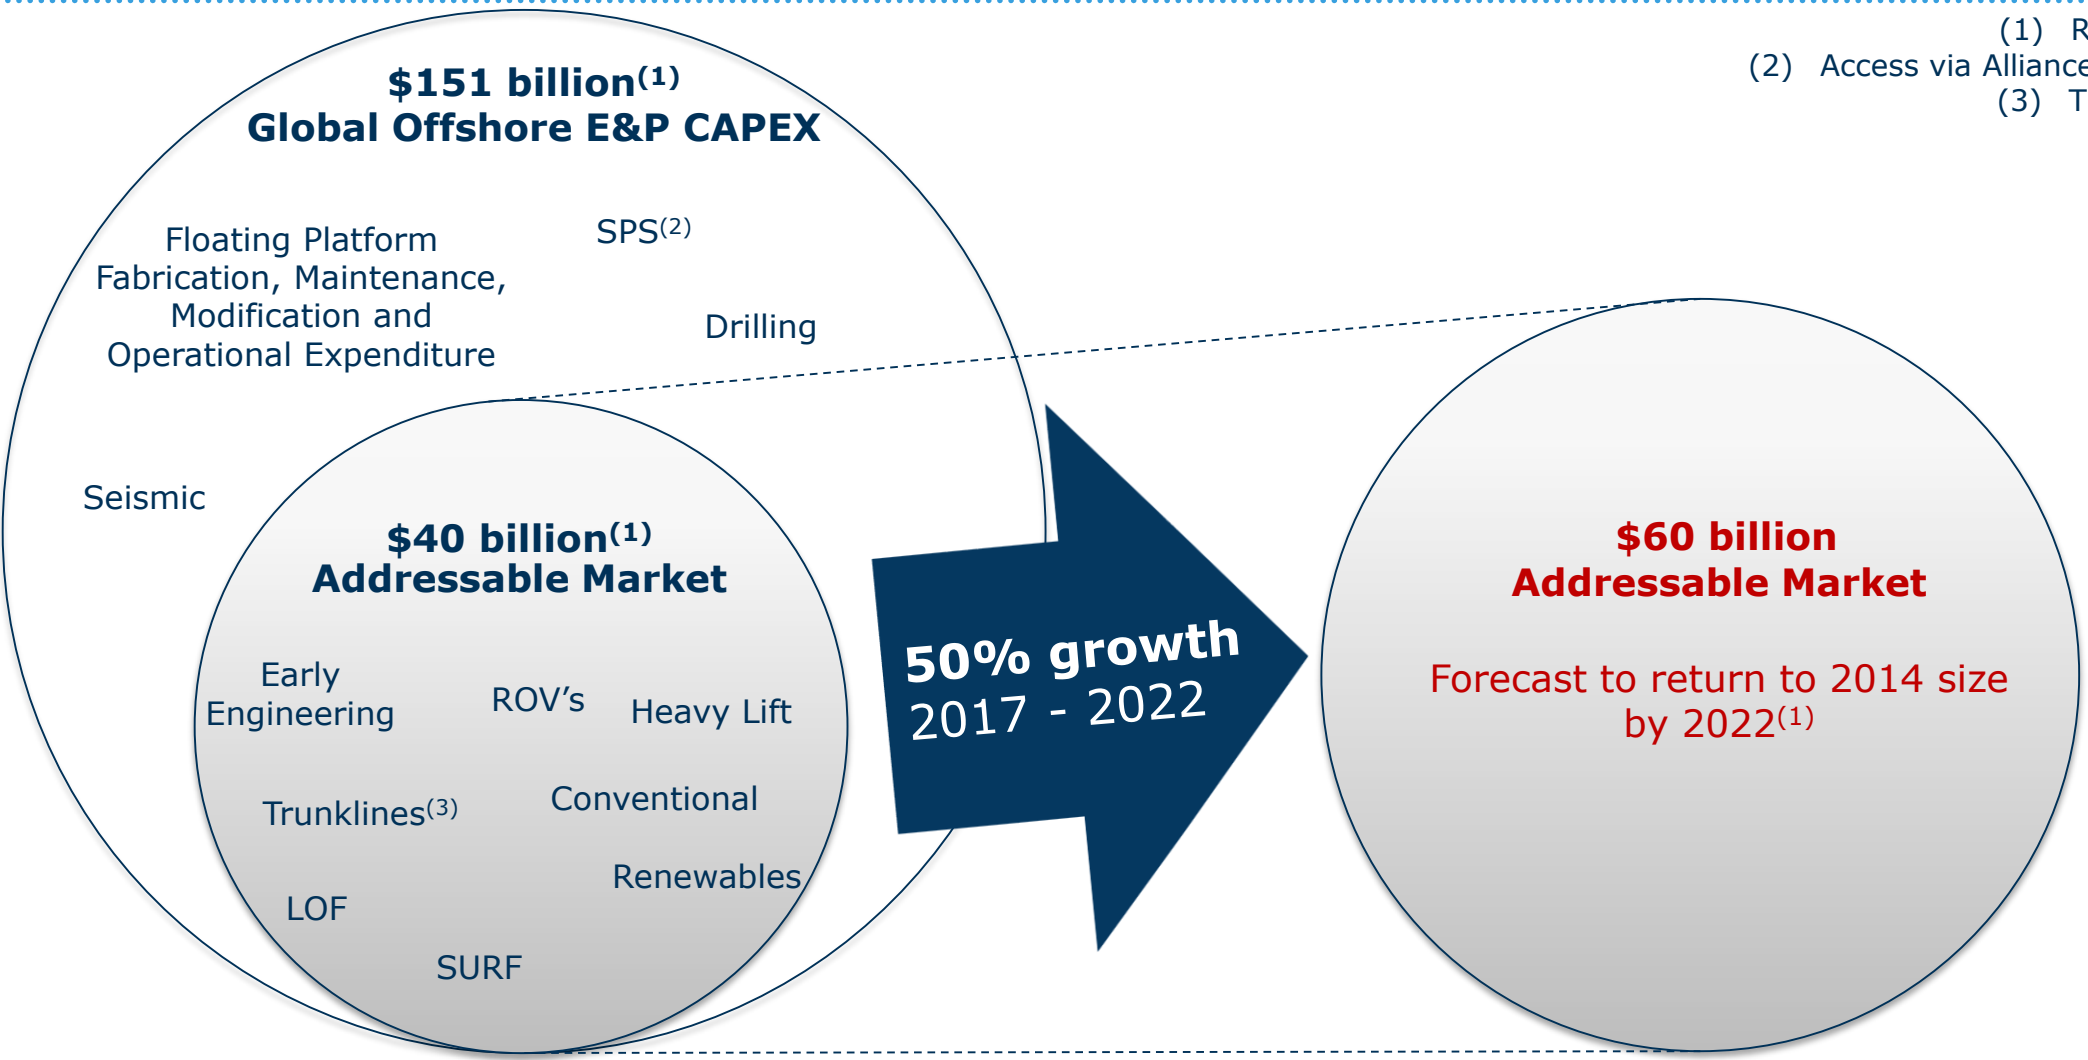 (1) R
(2) Access via Alliance
(3) T
$151 billion(1)
Global Offshore E&P CAPEX
Floating Platform
Fabrication, Maintenance,
Modification and
Operational Expenditure
SPS(2)
Drilling
Seismic
$40 billion(1)
Addressable Market
Early
Engineering
ROV’s
Heavy Lift
Trunklines(3)
Conventional
Renewables
LOF
SURF
50% growth
2017 - 2022
$60 billion
Addressable Market
Forecast to return to 2014 size
by 2022(1)